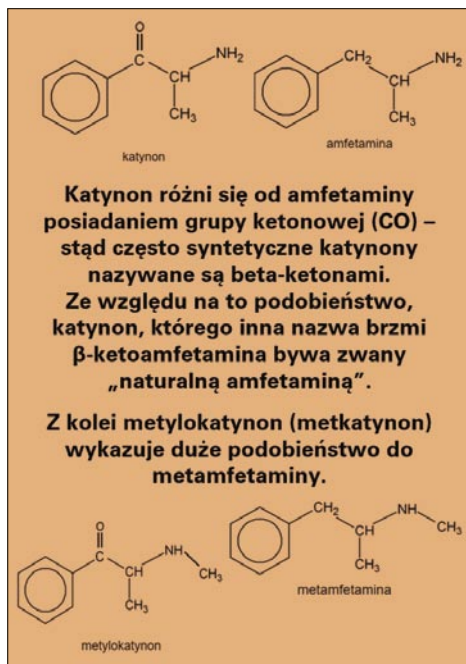 O
C
CH
NH2
CH3
katynon
CH2
CH
NH2
CH3
amfetamina
Katynon różni się od amfetaminy
posiadaniem grupy ketonowej (CO) –
stąd często syntetyczne katynony
nazywane są beta-ketonami.
Ze względu na to podobieństwo,
katynon, którego inna nazwa brzmi
β-ketoamfetamina bywa zwany
„naturalną amfetaminą”.
Z kolei metylokatynon (metkatynon)
wykazuje duże podobieństwo do
metamfetaminy.
O
C
CH
NH
CH3
CH3
metylokatynon
CH2
CH
NH
CH3
CH3
metamfetamina